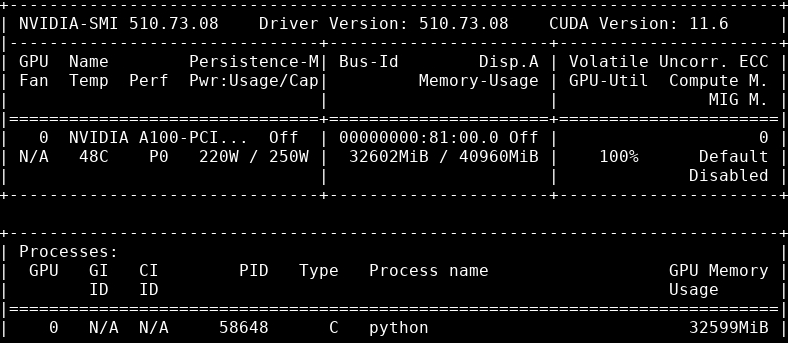 +-----------------------------------------------------------------------------+
| NVIDIA-SMI 510.73.08    Driver Version: 510.73.08    CUDA Version: 11.6     |
|-------------------------------+----------------------+----------------------+
| GPU  Name        Persistence-M| Bus-Id        Disp.A | Volatile Uncorr. ECC |
| Fan  Temp  Perf  Pwr:Usage/Cap|         Memory-Usage | GPU-Util  Compute M. |
|                               |                      |               MIG M. |
|===============================+======================+======================|
|   0  NVIDIA A100-PCI...  Off  | 00000000:81:00.0 Off |                    0 |
| N/A   48C    P0   220W / 250W |  32602MiB / 40960MiB |    100%      Default |
|                               |                      |             Disabled |
+-------------------------------+----------------------+----------------------+

+-----------------------------------------------------------------------------+
| Processes:                                                                  |
|  GPU   GI   CI        PID   Type   Process name                  GPU Memory |
|        ID   ID                                                   Usage      |
|=============================================================================|
|    0   N/A  N/A     58648      C   python                          32599MiB |